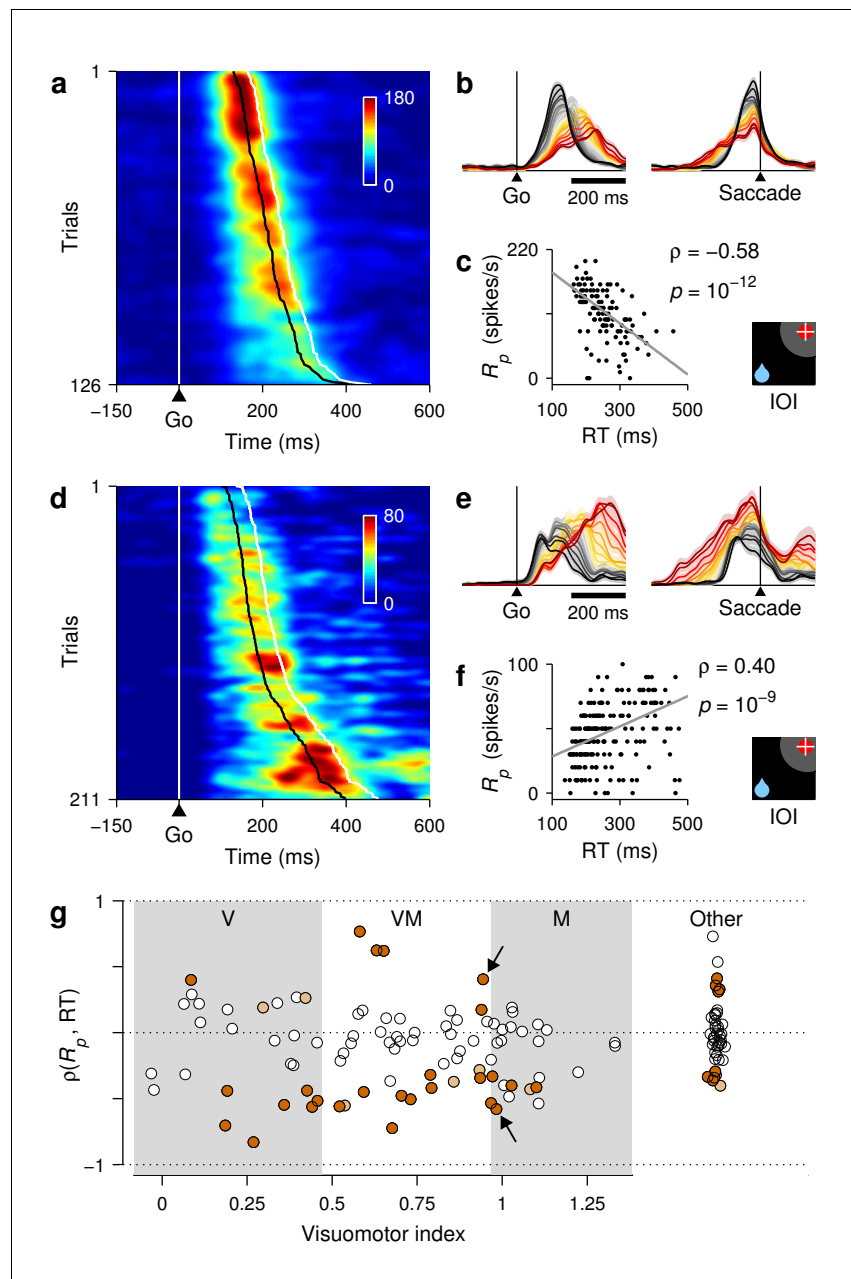 a
1
180
0
Trials
126
−150
Go
200
400
600
Time (ms)
b
Go
200 ms
Saccade
c
220
0
R_p (spikes/s)
ρ = −0.58
p = 10^−12
100
300
500
RT (ms)
IOI
d
1
80
0
Trials
211
−150
Go
200
400
600
Time (ms)
e
Go
200 ms
Saccade
f
100
0
R_p (spikes/s)
ρ = 0.40
p = 10^−9
100
300
500
RT (ms)
IOI
g
V
VM
M
Other
1
ρ(R_p, RT)
-1
0
0.25
0.5
0.75
1
1.25
Visuomotor index